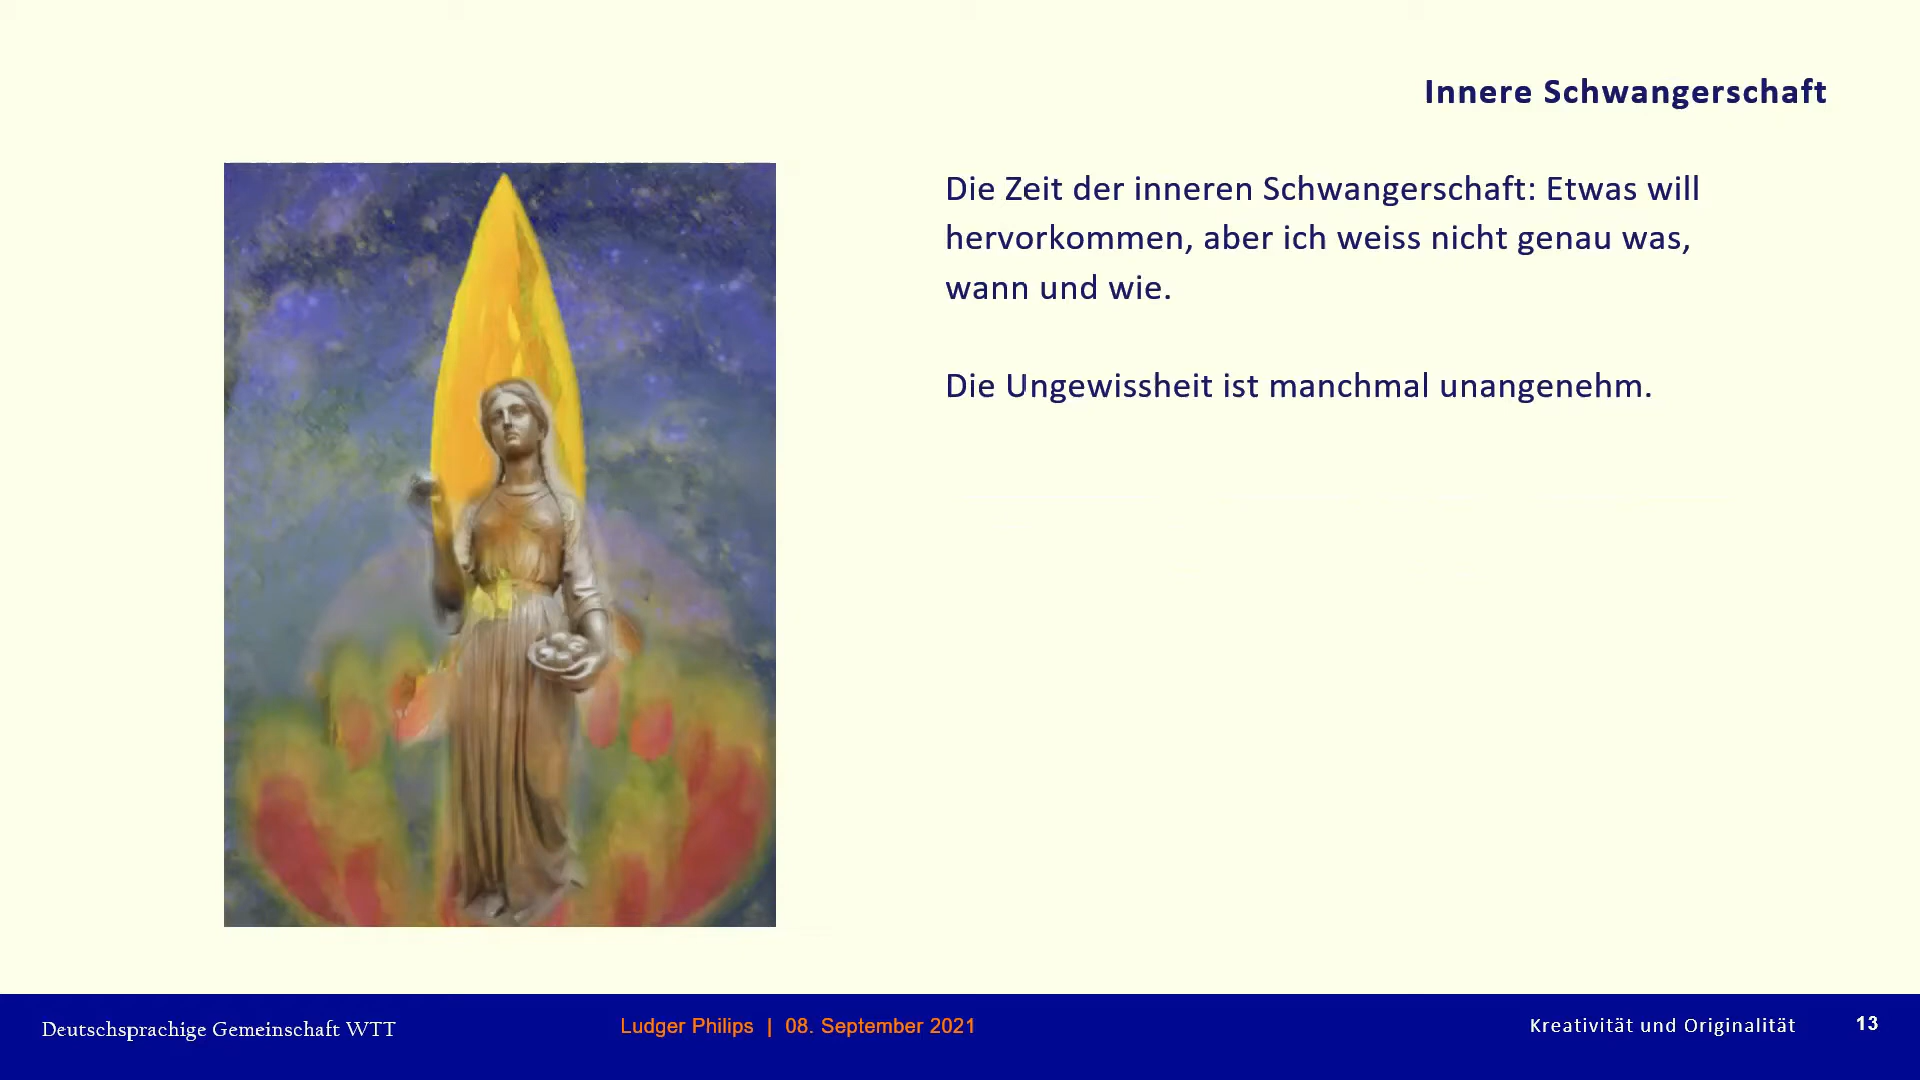 Innere Schwangerschaft
Die Zeit der inneren Schwangerschaft: Etwas will
hervorkommen, aber ich weiss nicht genau was,
wann und wie.
Die Ungewissheit ist manchmal unangenehm.
Deutschsprachige Gemeinschaft WTT
Ludger Philips | 08. September 2021
Kreativität und Originalität
13